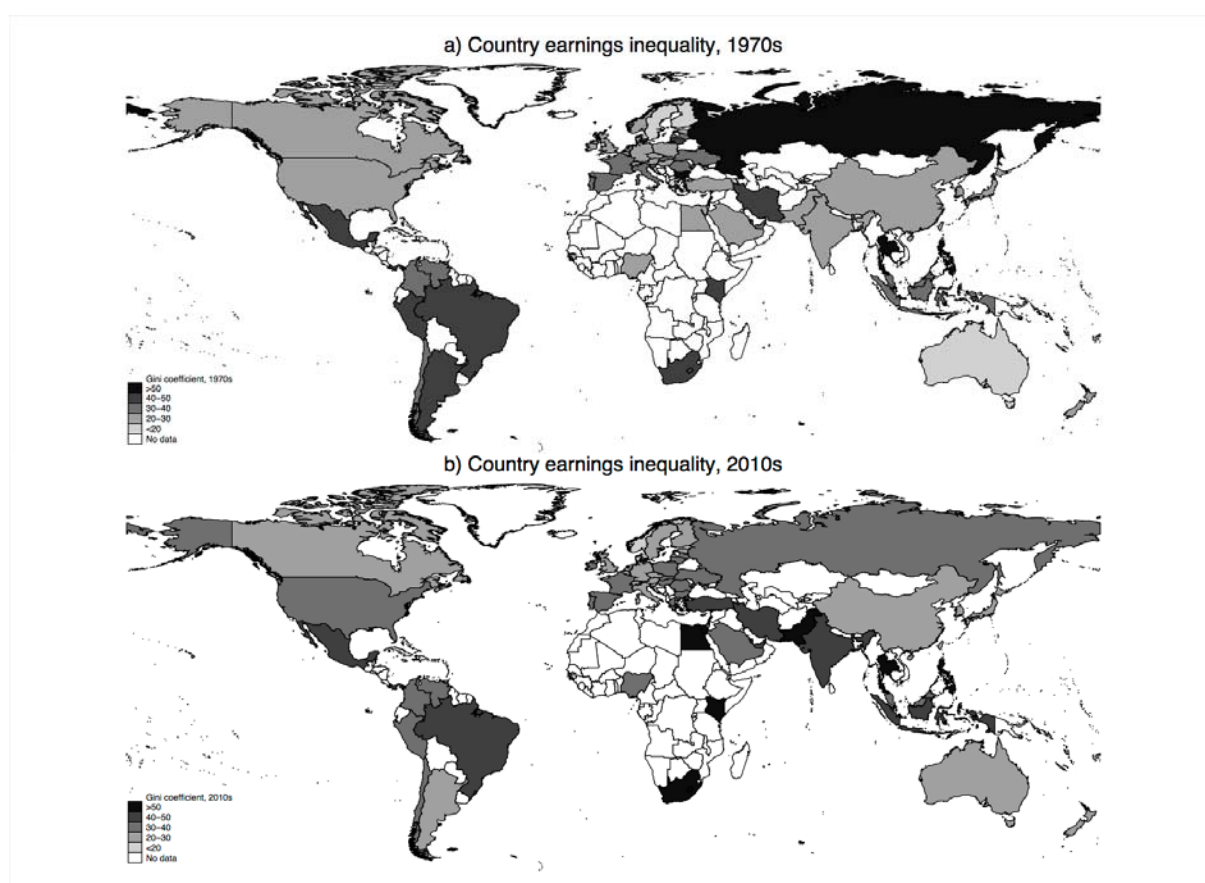 a) Country earnings inequality, 1970s
Gini coefficient, 1970s
>50
40-50
30-40
20-30
<20
No data
b) Country earnings inequality, 2010s
Gini coefficient, 2010s
>50
40-50
30-40
20-30
<20
No data